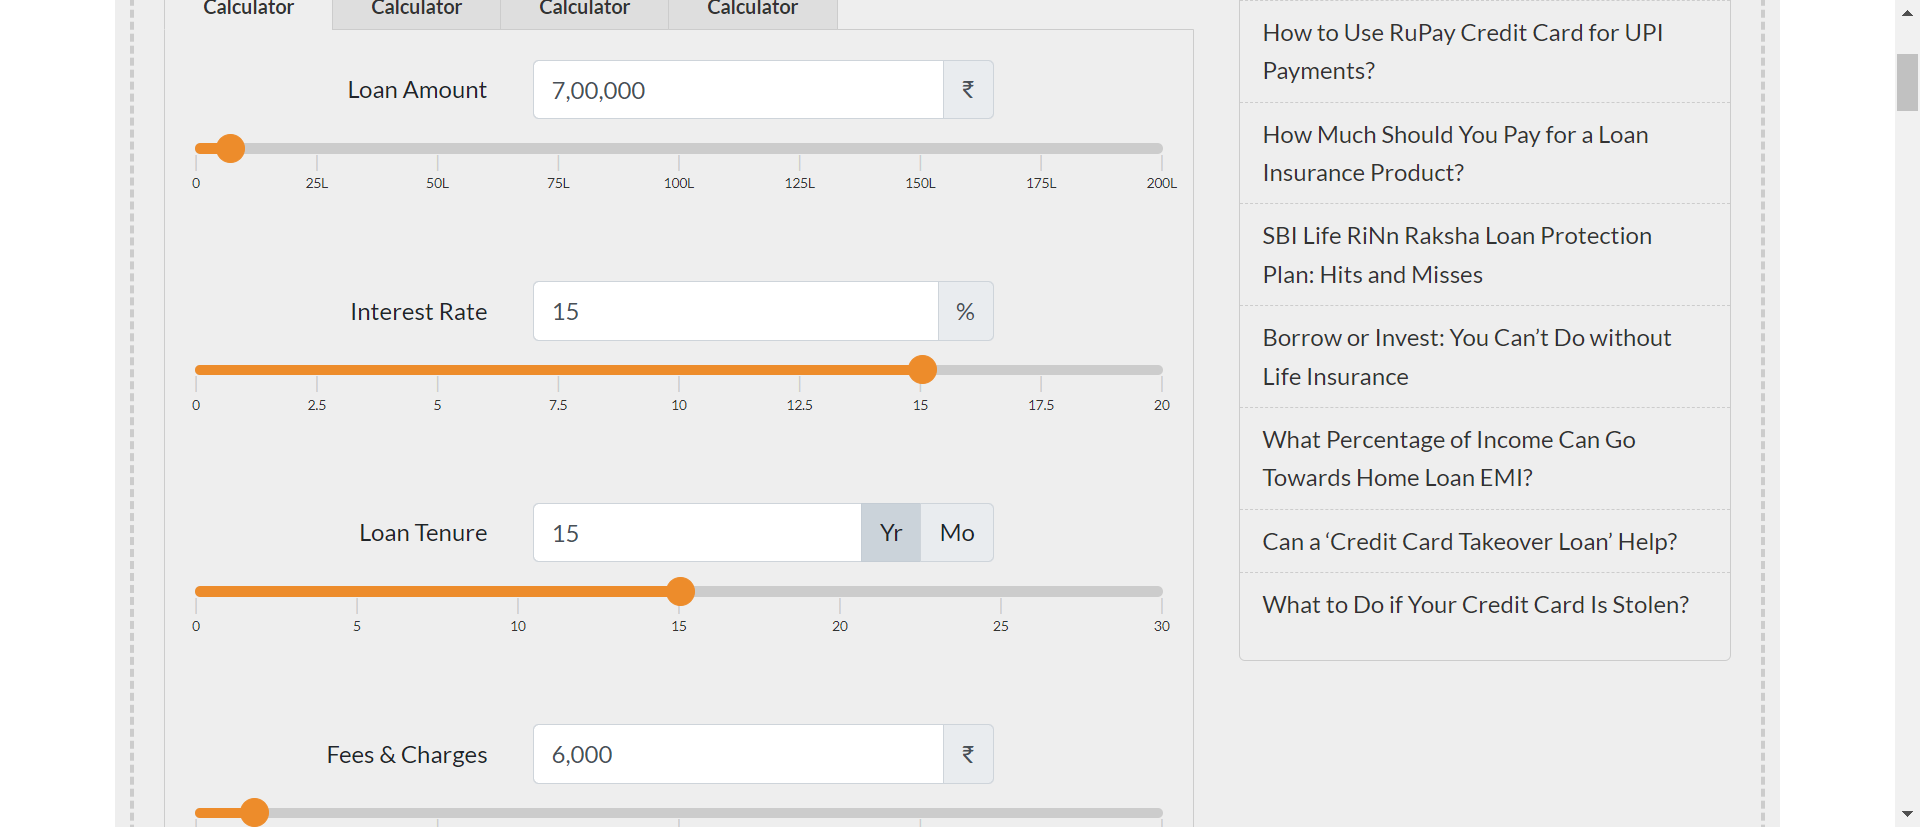 Calculator Calculator Calculator Calculator
Loan Amount 7,00,000 ₹
0 25L 50L 75L 100L 125L 150L 175L 200L
Interest Rate 15 %
0 2.5 5 7.5 10 12.5 15 17.5 20
Loan Tenure 15 Yr Mo
0 5 10 15 20 25 30
Fees & Charges 6,000 ₹
How to Use RuPay Credit Card for UPI
Payments?
How Much Should You Pay for a Loan
Insurance Product?
SBI Life RiNn Raksha Loan Protection
Plan: Hits and Misses
Borrow or Invest: You Can’t Do without
Life Insurance
What Percentage of Income Can Go
Towards Home Loan EMI?
Can a ‘Credit Card Takeover Loan’ Help?
What to Do if Your Credit Card Is Stolen?